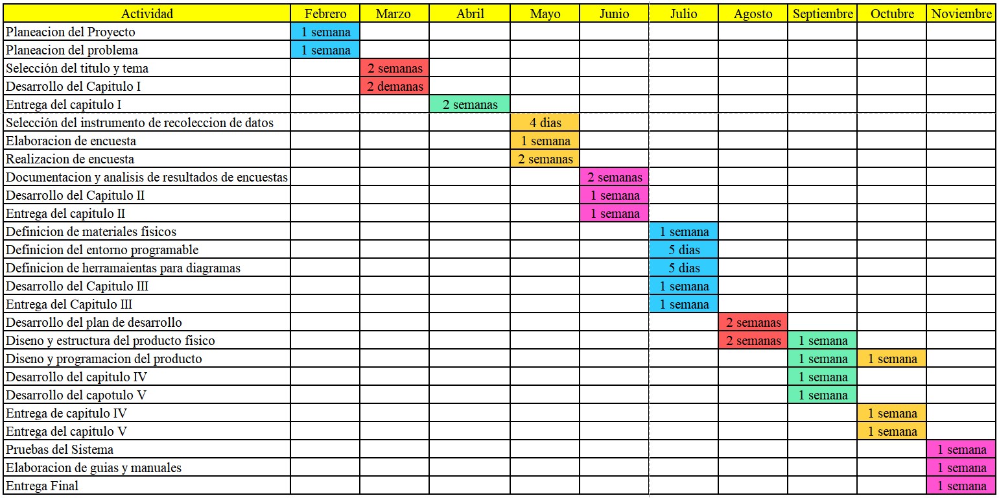 Actividad Febrero Marzo Abril Mayo Junio Julio Agosto Septiembre Octubre Noviembre
Planeacion del Proyecto 1 semana
Planeacion del problema 1 semana
Selección del titulo y tema 2 semanas
Desarrollo del Capitulo I 2 demanas
Entrega del capitulo I 2 semanas
Selección del instrumento de recoleccion de datos 4 dias
Elaboracion de encuesta 1 semana
Realizacion de encuesta 2 semanas
Documentacion y analisis de resultados de encuestas 2 semanas
Desarrollo del Capitulo II 1 semana
Entrega del capitulo II 1 semana
Definicion de materiales fisicos 1 semana
Definicion del entorno programable 5 dias
Definicion de herramaientas para diagramas 5 dias
Desarrollo del Capitulo III 1 semana
Entrega del Capitulo III 1 semana
Desarrollo del plan de desarrollo 2 semanas
Diseno y estructura del producto fisico 2 semanas 1 semana
Diseno y programacion del producto 1 semana 1 semana
Desarrollo del capitulo IV 1 semana
Desarrollo del capotulo V 1 semana
Entrega de capitulo IV 1 semana
Entrega del capitulo V 1 semana
Pruebas del Sistema 1 semana
Elaboracion de guias y manuales 1 semana
Entrega Final 1 semana